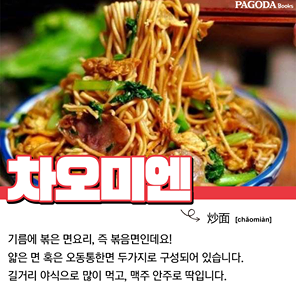 PAGODA Books
차오미엔
炒面 [chǎomiàn]
기름에 볶은 면요리, 즉 볶음면인데요!
얇은 면 혹은 오동통한면 두가지로 구성되어 있습니다.
길거리 야식으로 많이 먹고, 맥주 안주로 딱입니다.